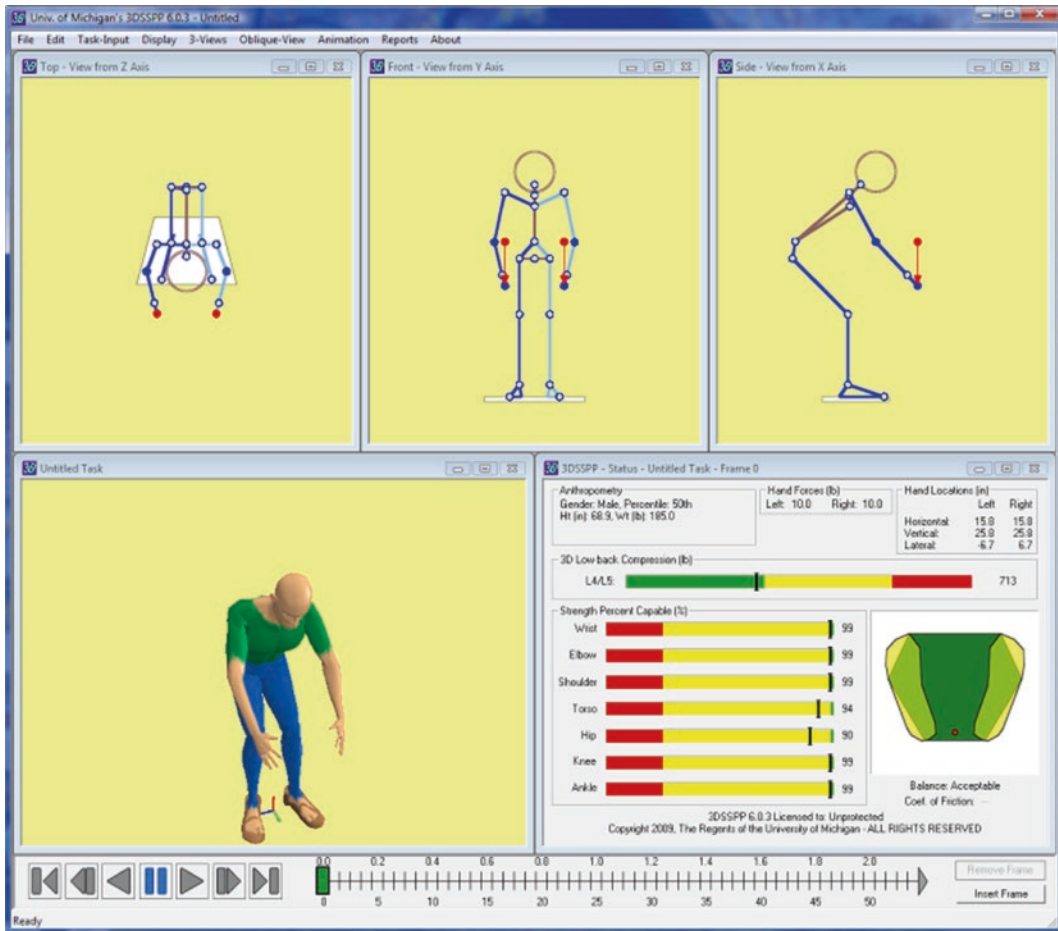 Univ. of Michigan's 3DSSPP 6.0.3 - Untitled
File Edit Task-Input Display 3-Views Oblique-View Animation Reports About
Top - View from Z Axis
Front - View from Y Axis
Side - View from X Axis
Untitled Task
3DSSPP - Status - Untitled Task - Frame 0
Anthropometry
Gender: Male, Percentile: 50th
Ht (in): 68.9, Wt (lb): 185.0
Hand Forces (lb)
Left: 10.0 Right: 10.0
Hand Locations (in)
Left Right
Horizontal: 15.8 15.8
Vertical: 25.8 25.8
Lateral: -6.7 6.7
3D Low back Compression (lb)
L4/L5: 713
Strength Percent Capable (%)
Wrist 99
Elbow 99
Shoulder 99
Torso 94
Hip 90
Knee 99
Ankle 99
Balance: Acceptable
Coef. of Friction: --
3DSSPP 6.0.3 Licensed to: Unprotected
Copyright 2009, The Regents of the University of Michigan - ALL RIGHTS RESERVED
0.0 0.2 0.4 0.6 0.8 1.0 1.2 1.4 1.6 1.8 2.0
0 5 10 15 20 25 30 35 40 45 50
Remove Frame
Insert Frame
Ready